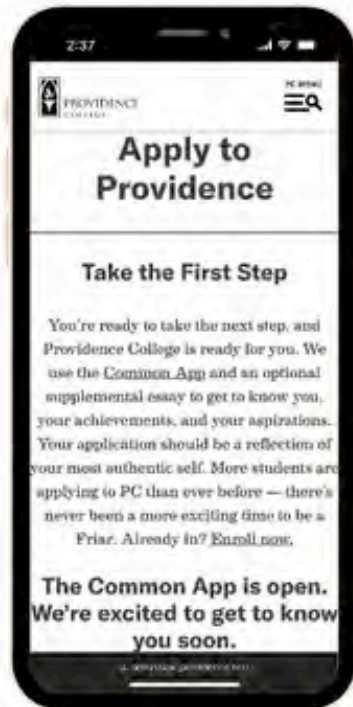 2:37
PC MENU
PROVIDENCE
COLLEGE
Apply to
Providence
Take the First Step
You're ready to take the next step, and
Providence College is ready for you. We
use the Common App and an optional
supplemental essay to get to know you,
your achievements, and your aspirations.
Your application should be a reflection of
your most authentic self. More students are
applying to PC than ever before — there's
never been a more exciting time to be a
Friar. Already in? Enroll now.
The Common App is open.
We're excited to get to know
you soon.